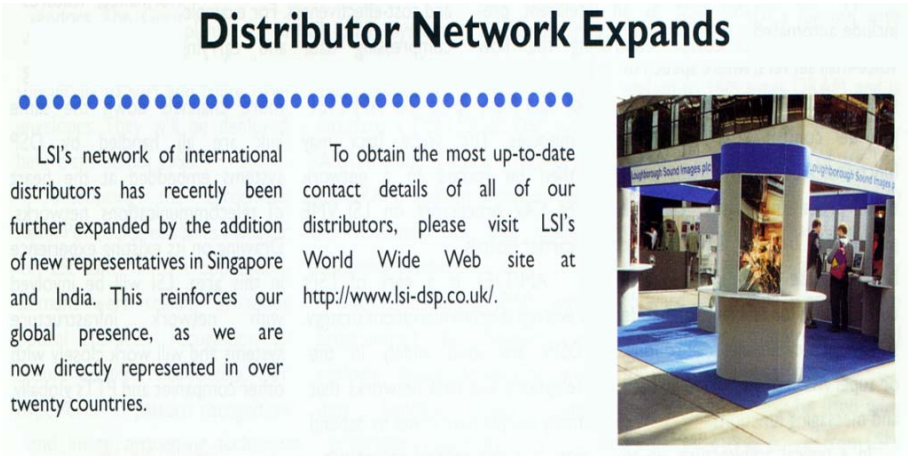 Distributor Network Expands
LSI's network of international
distributors has recently been
further expanded by the addition
of new representatives in Singapore
and India. This reinforces our
global presence, as we are
now directly represented in over
twenty countries.
To obtain the most up-to-date
contact details of all of our
distributors, please visit LSI's
World Wide Web site at
http://www.lsi-dsp.co.uk/.
Loughborough Sound Images plc
Loughborough Sound Images p